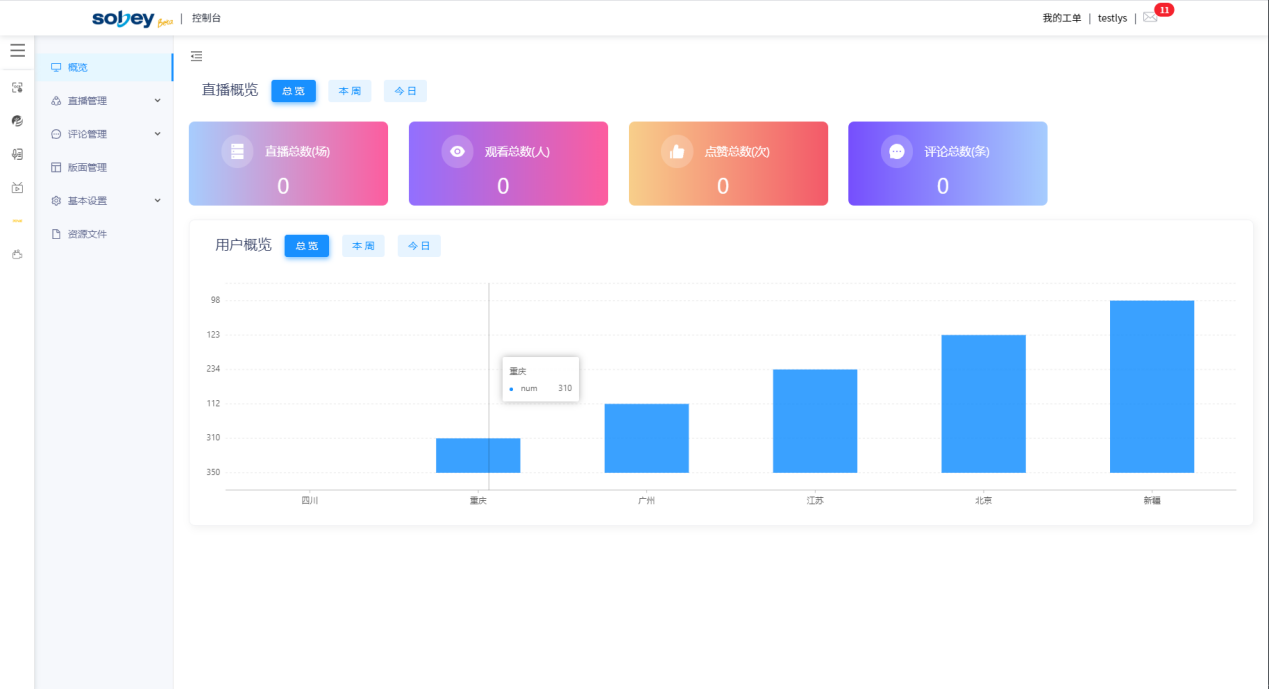 sobey Beta | 控制台
我的工单 | testlys | 11
概览
直播管理
评论管理
版面管理
基本设置
资源文件
直播概览 总览 本周 今日
直播总数(场)
0
观看总数(人)
0
点赞总数(次)
0
评论总数(条)
0
用户概览 总览 本周 今日
98
123
234
112
310
350
重庆
num 310
四川 重庆 广州 江苏 北京 新疆